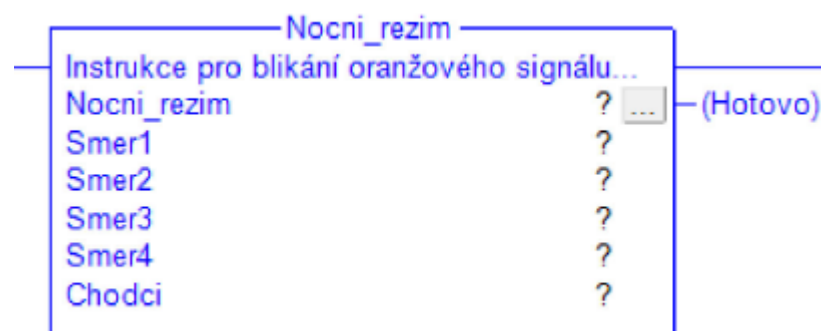 Nocni_rezim
Instrukce pro blikání oranžového signálu...
Nocni_rezim ? ... (Hotovo)
Smer1 ?
Smer2 ?
Smer3 ?
Smer4 ?
Chodci ?